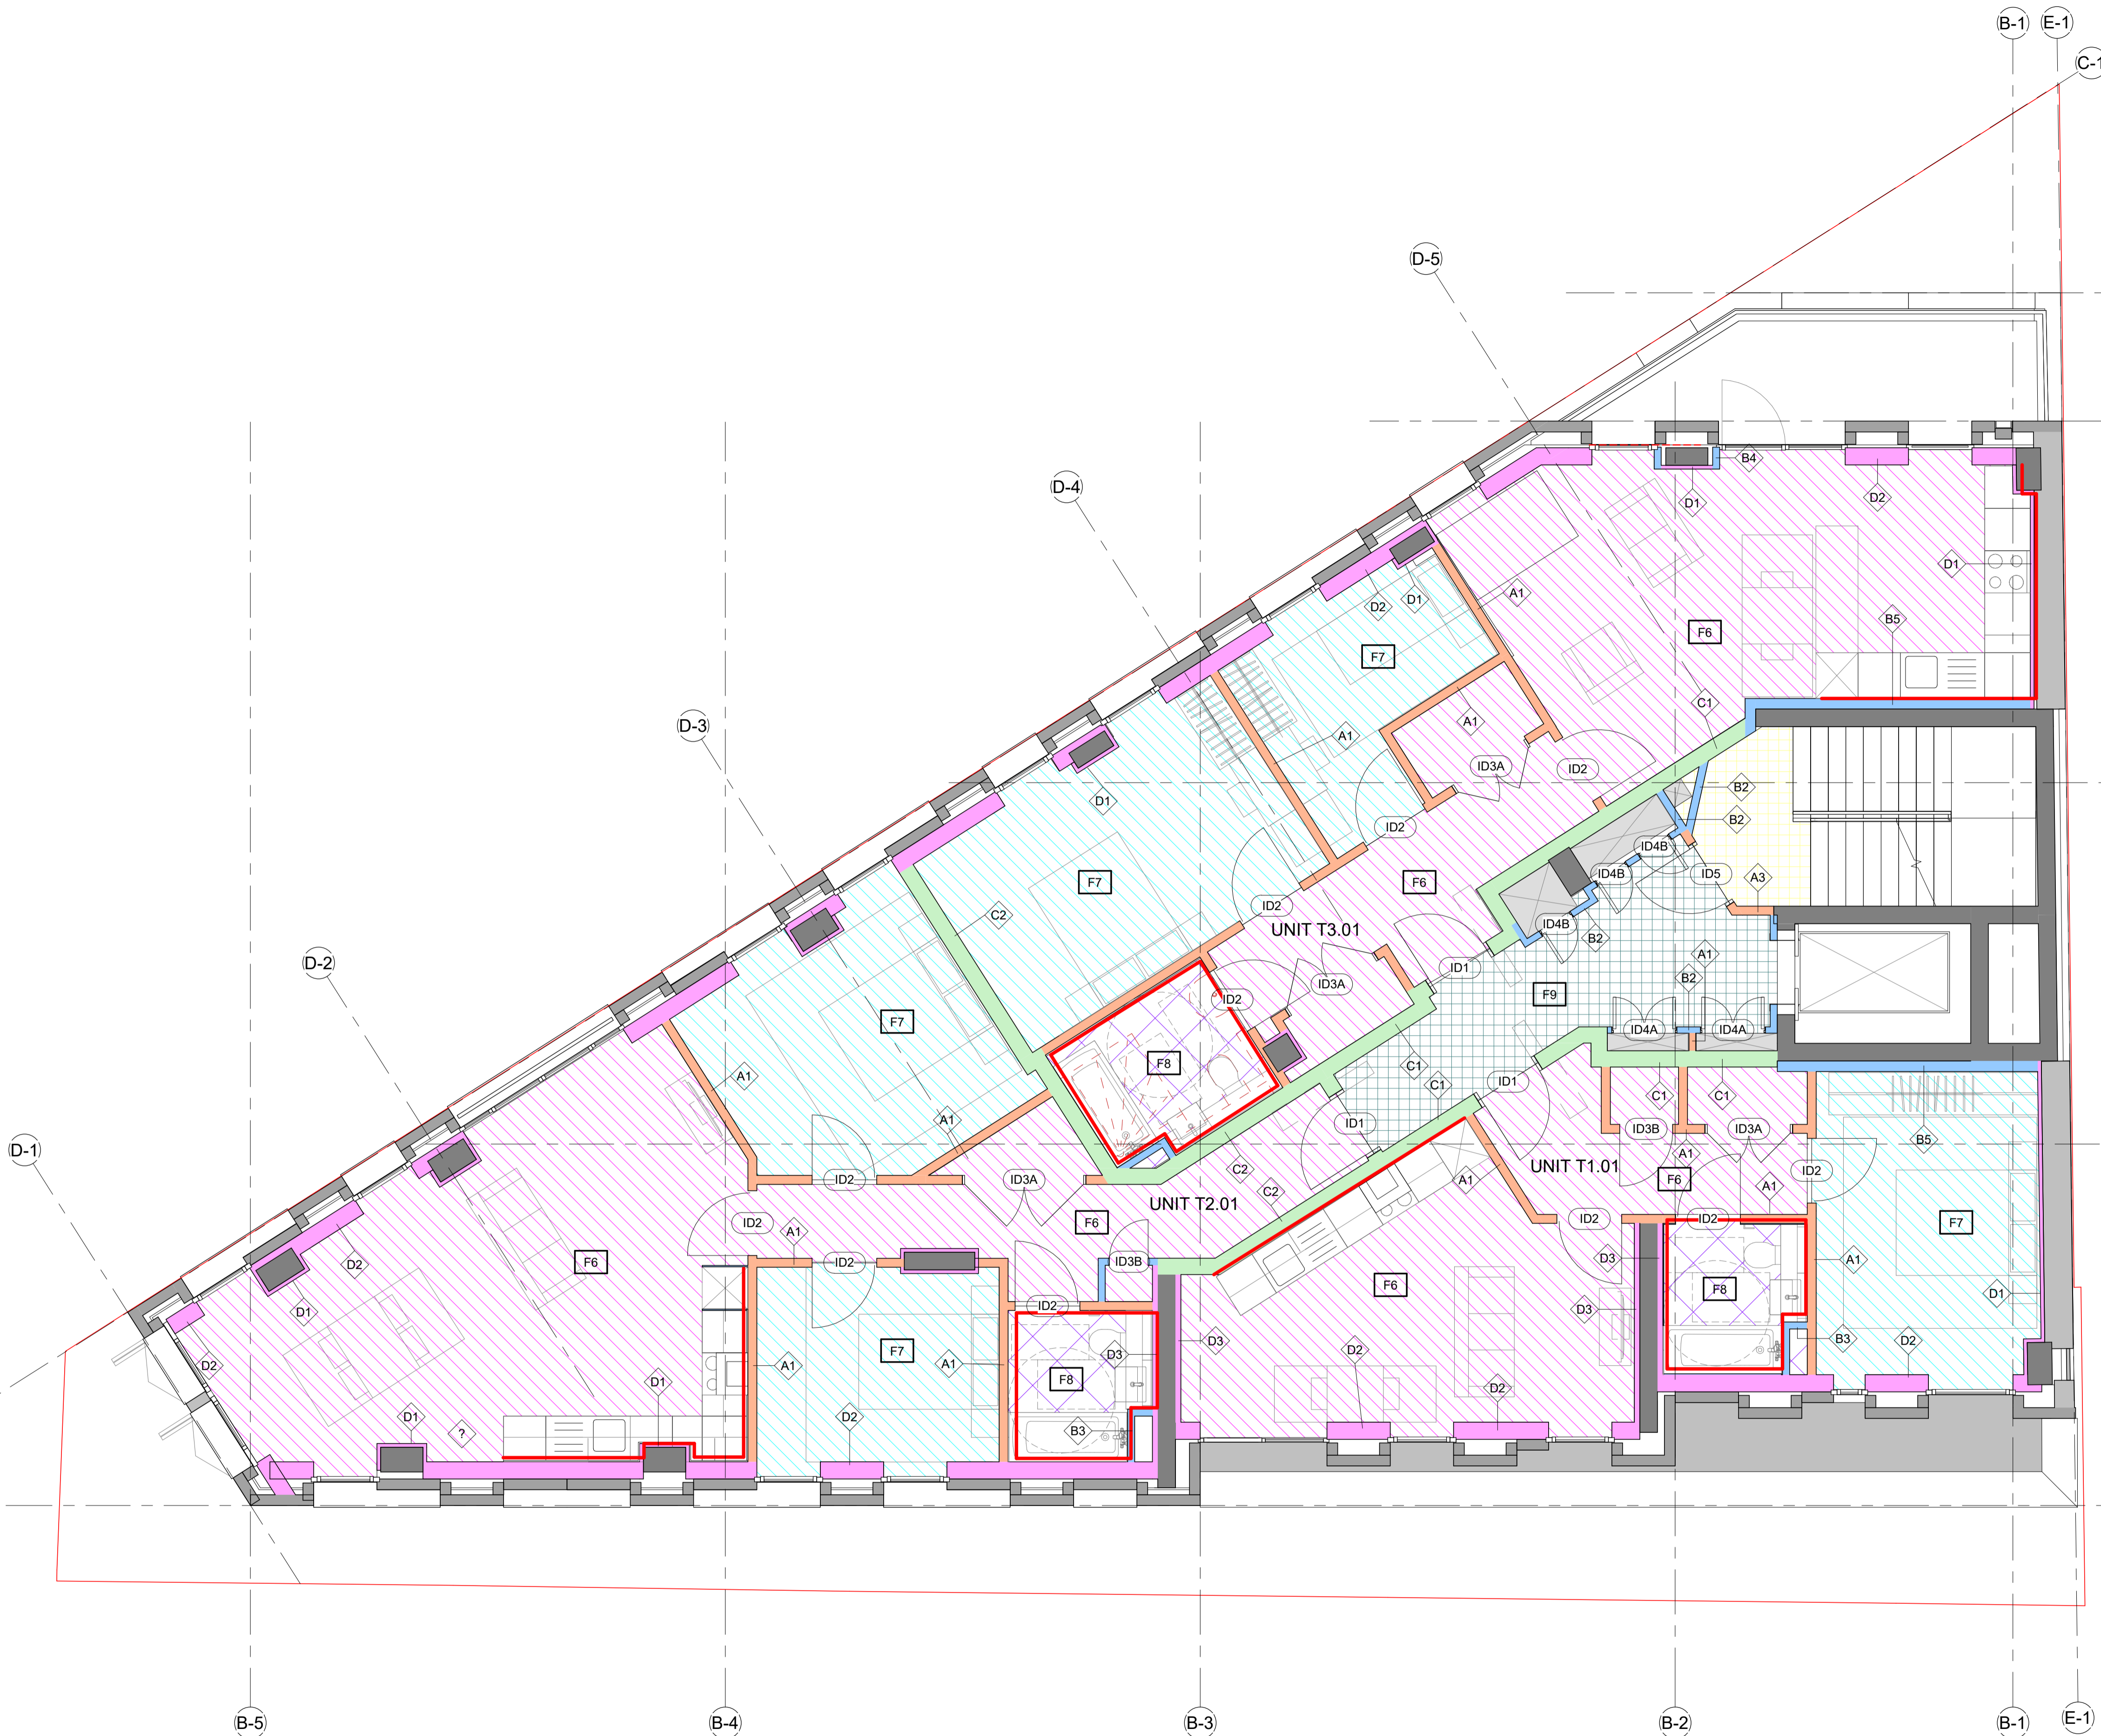 B-1
E-1
C-1
D-5
B4
D-4
D1
D2
D1
D1
A1
D2
B5
F6
F7
D-3
C1
A1
A1
ID3A
ID2
B2
D1
B2
ID2
ID4B
ID4B
ID5
F7
F6
A3
ID2
C2
ID4B
UNIT T3.01
B2
A1
D-2
ID1
B2
ID3A
F9
ID2
F7
ID4A
ID4A
C1
F8
A1
C1
ID1
C1
C1
A1
ID1
ID3B
ID3A
B5
D-1
A1
A1
C2
UNIT T1.01
ID2
ID2
ID3A
F6
C2
A1
UNIT T2.01
ID2
A1
F6
ID2
ID2
F7
D2
F6
ID2
ID3B
D3
A1
F6
F8
D1
D1
ID2
D3
D2
A1
F7
A1
D3
D3
B3
D2
D2
D1
F8
D2
D1
?
D2
B3
B-5
B-4
B-3
B-2
B-1
E-1